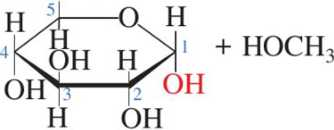 5
H O H
H
4 H OH H 1 + HOCH3
OH 3 2 OH
H OH